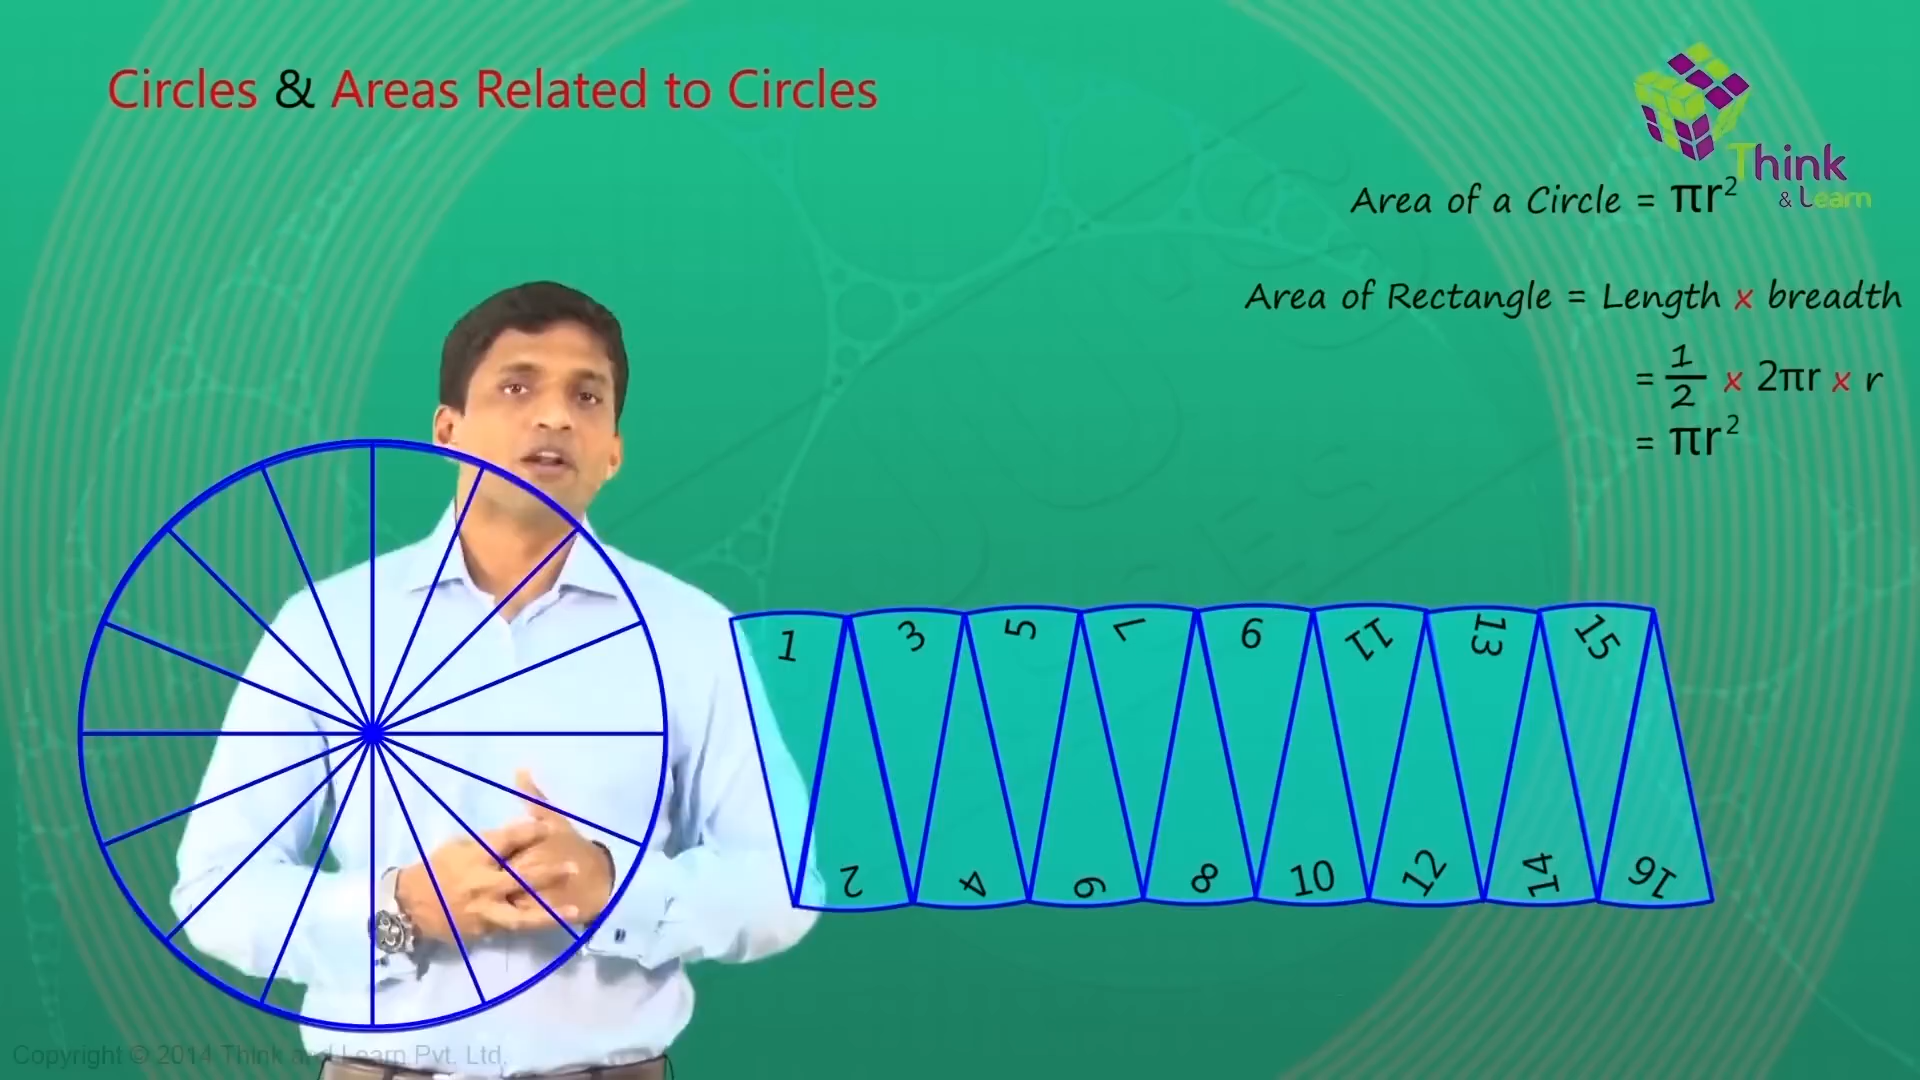 Circles & Areas Related to Circles
Think
& Learn
Area of a Circle = πr²
Area of Rectangle = Length x breadth
= 1/2 x 2πr x r
= πr²
1 3 5 7 9 11 13 15
2 4 6 8 10 12 14 16
Copyright © 2014 Think and Learn Pvt. Ltd.